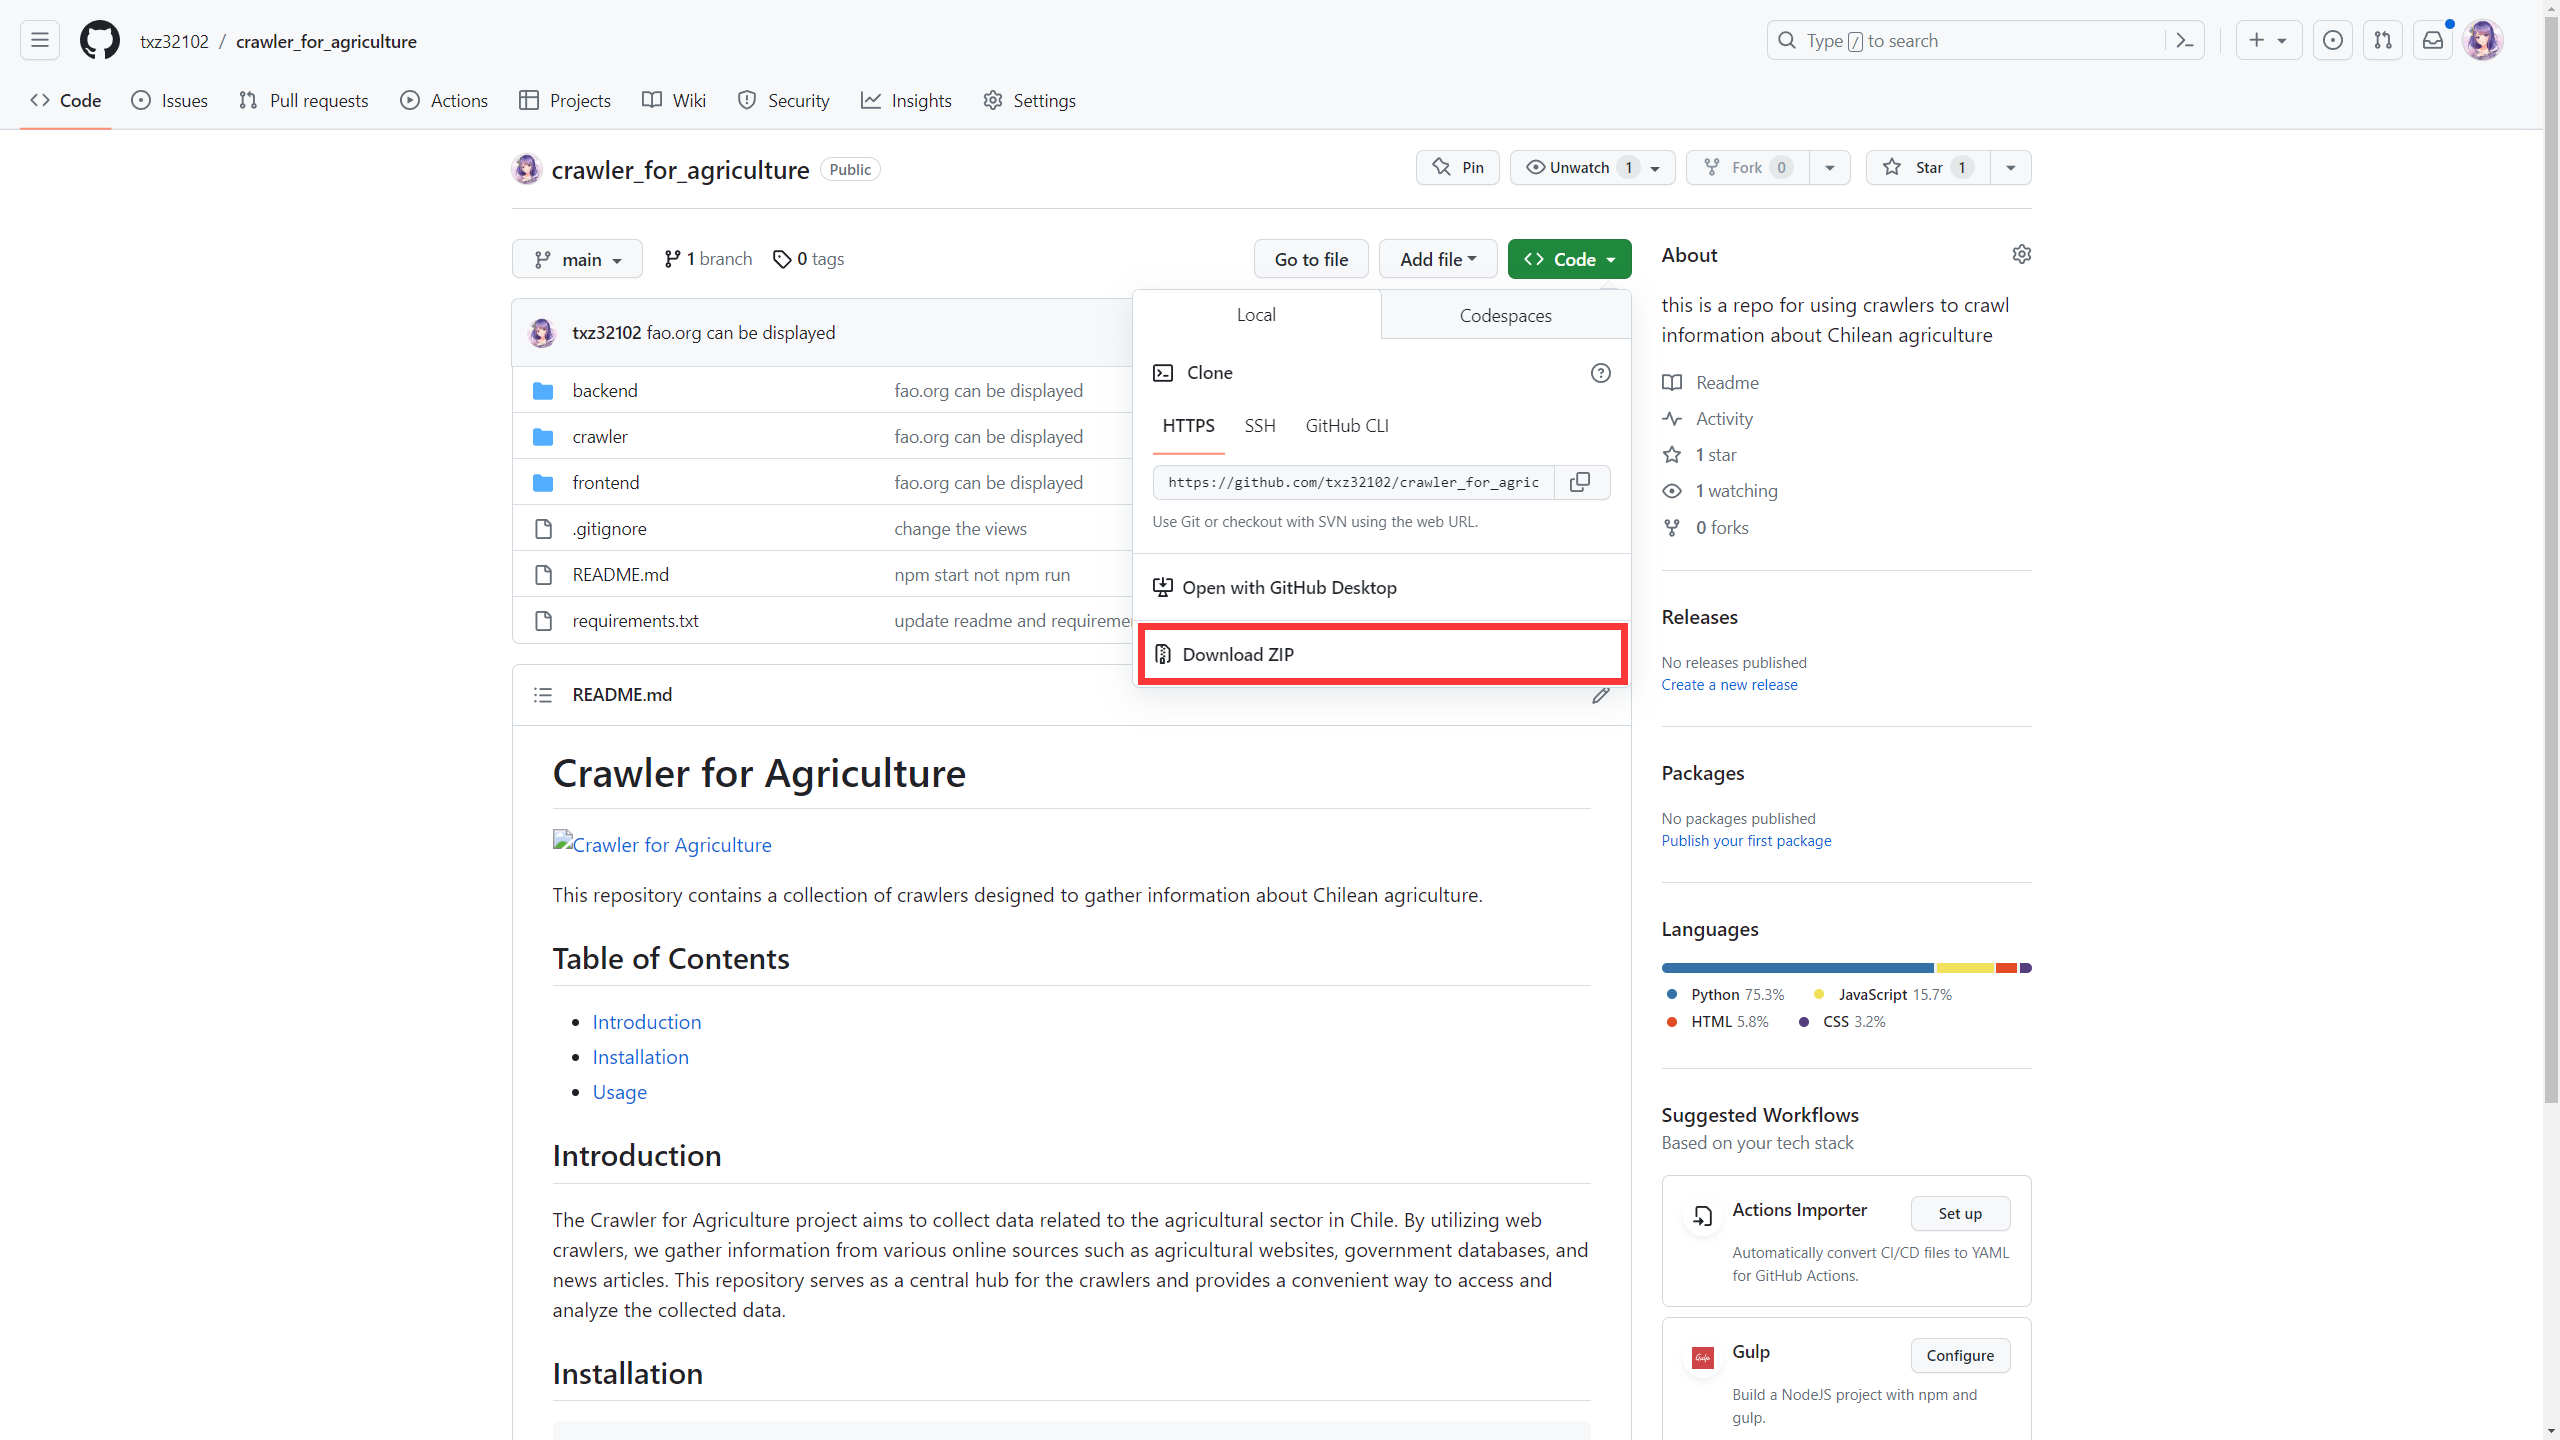 txz32102 / crawler_for_agriculture
Type / to search
Code
Issues
Pull requests
Actions
Projects
Wiki
Security
Insights
Settings
crawler_for_agriculture Public
Pin
Unwatch 1
Fork 0
Star 1
main
1 branch
0 tags
Go to file
Add file
Code
txz32102 fao.org can be displayed
backend fao.org can be displayed
crawler fao.org can be displayed
frontend fao.org can be displayed
.gitignore change the views
README.md npm start not npm run
requirements.txt update readme and requiremen
Local
Codespaces
Clone
HTTPS SSH GitHub CLI
https://github.com/txz32102/crawler_for_agric
Use Git or checkout with SVN using the web URL.
Open with GitHub Desktop
Download ZIP
README.md
Crawler for Agriculture
Crawler for Agriculture
This repository contains a collection of crawlers designed to gather information about Chilean agriculture.
Table of Contents
Introduction
Installation
Usage
Introduction
The Crawler for Agriculture project aims to collect data related to the agricultural sector in Chile. By utilizing web
crawlers, we gather information from various online sources such as agricultural websites, government databases, and
news articles. This repository serves as a central hub for the crawlers and provides a convenient way to access and
analyze the collected data.
Installation
About
this is a repo for using crawlers to crawl
information about Chilean agriculture
Readme
Activity
1 star
1 watching
0 forks
Releases
No releases published
Create a new release
Packages
No packages published
Publish your first package
Languages
Python 75.3% JavaScript 15.7%
HTML 5.8% CSS 3.2%
Suggested Workflows
Based on your tech stack
Actions Importer
Set up
Automatically convert CI/CD files to YAML
for GitHub Actions.
Gulp
Gulp
Configure
Build a NodeJS project with npm and
gulp.